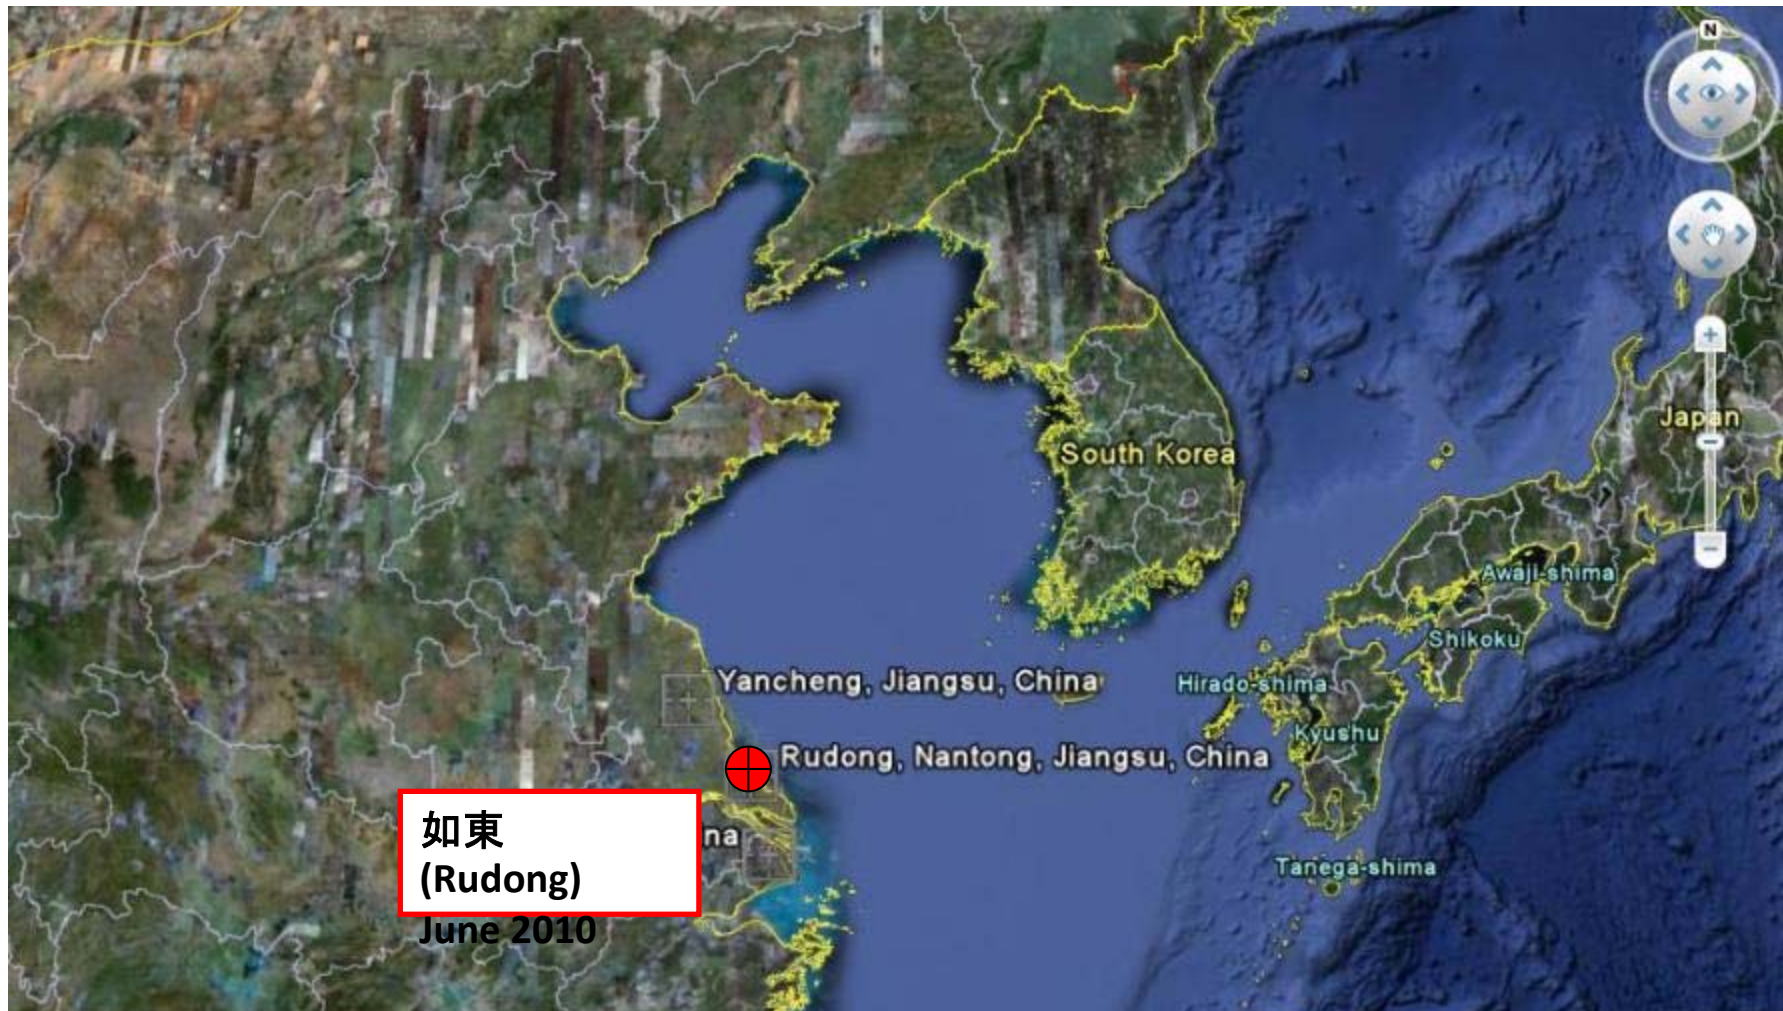 N
Japan
South Korea
Awaji-shima
Shikoku
Yancheng, Jiangsu, China
Hirado-shima
Kyushu
Rudong, Nantong, Jiangsu, China
如東
(Rudong)
June 2010
na
Tanega-shima